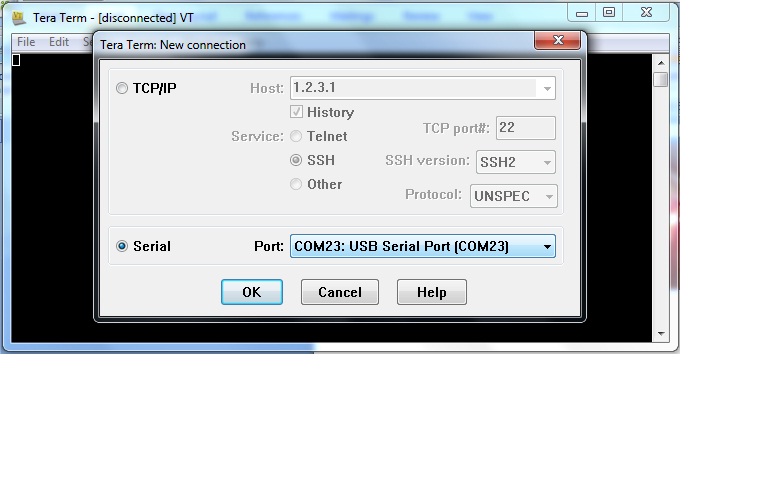 Tera Term - [disconnected] VT
File Edit
Tera Term: New connection
TCP/IP
Host: 1.2.3.1
History
Service: Telnet
TCP port#: 22
SSH
SSH version: SSH2
Other
Protocol: UNSPEC
Serial
Port: COM23: USB Serial Port (COM23)
OK Cancel Help